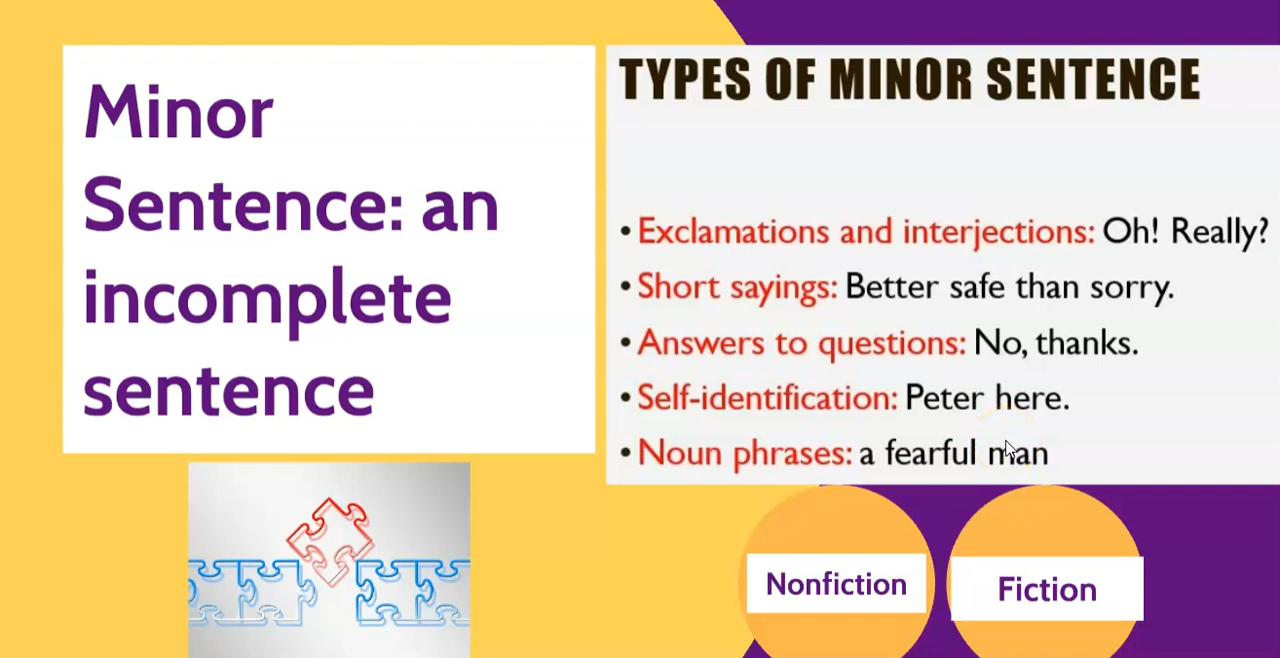 Minor
Sentence: an
incomplete
sentence
TYPES OF MINOR SENTENCE
• Exclamations and interjections: Oh! Really?
• Short sayings: Better safe than sorry.
• Answers to questions: No, thanks.
• Self-identification: Peter here.
• Noun phrases: a fearful man
Nonfiction
Fiction